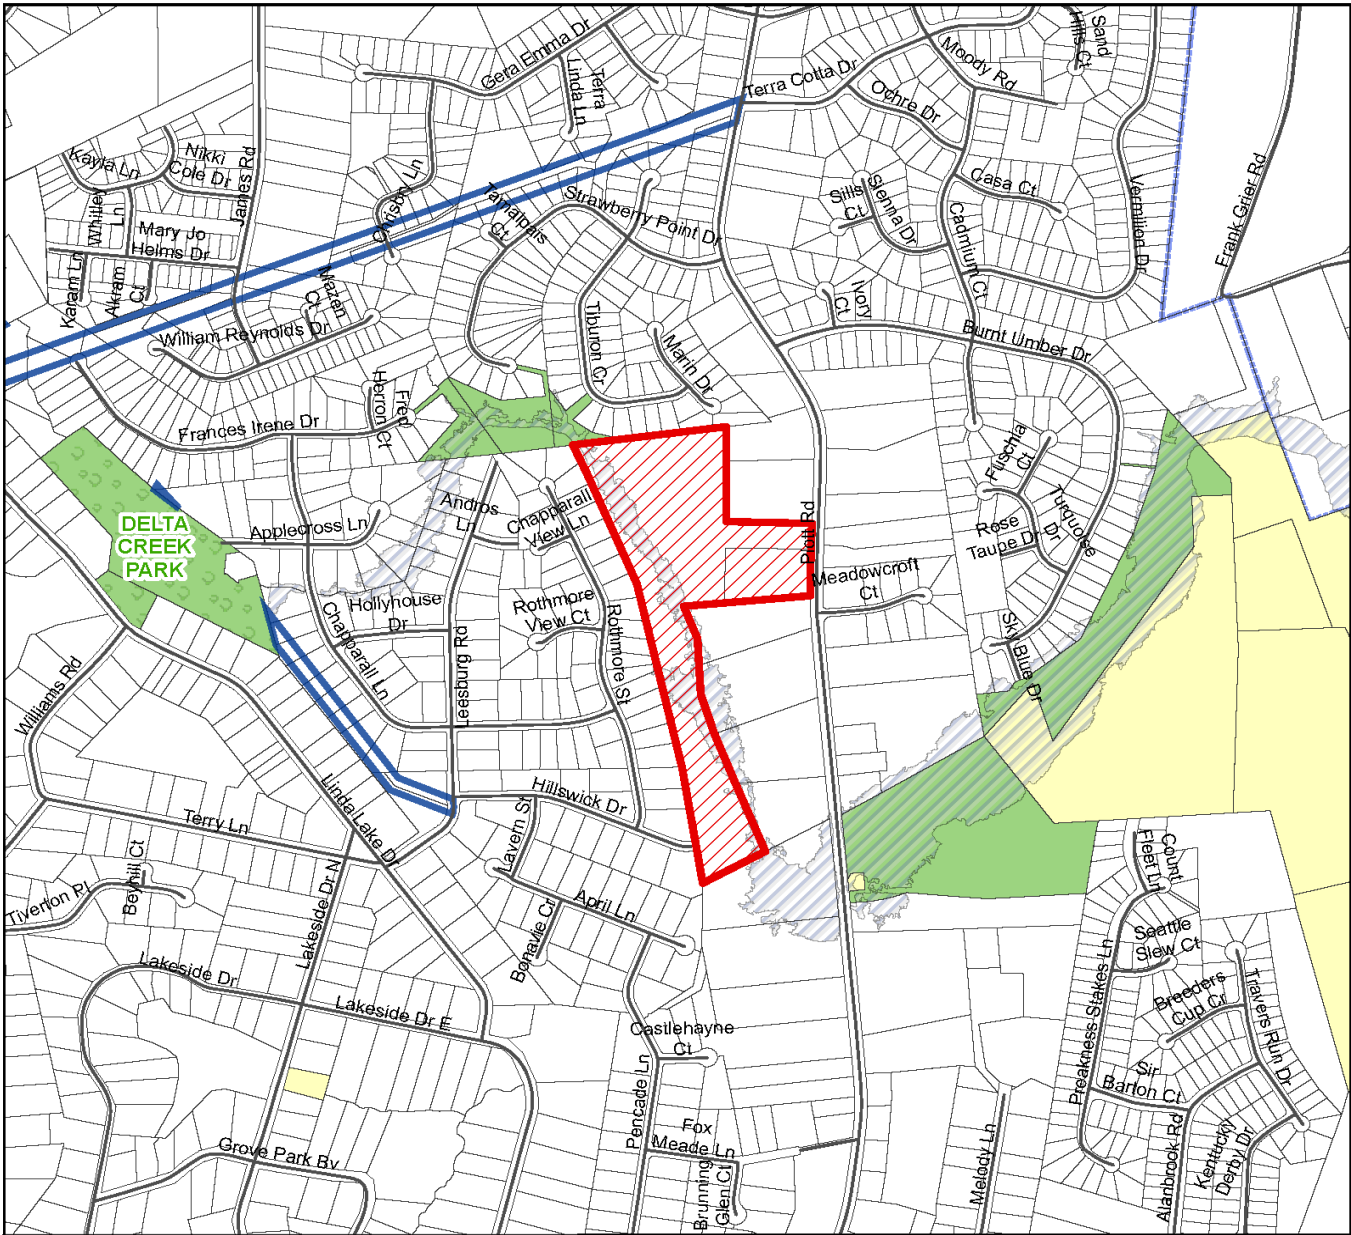 Gera Emma Dr
Terra
Linda Ln
Terra Cotta Dr
Moody Rd
Sand
Hills Ct
Ochre Dr
Kayla Ln
Nikki
Cole Dr
James Rd
Whitley
Ln
Mary Jo
Helms Dr
Karam Ln
Akram
Ct
Chrisbry Ln
Tamalpais
Ct
Strawberry Point Dr
Sills
Ct
Sienna Dr
Casa Ct
Cadmium Ct
Vermilion Dr
Frank Grier Rd
Mazen
Ct
William Reynolds Dr
Tiburon Cr
Marin Dr
Ivory
Ct
Burnt Umber Dr
Fred
Herron Ct
Frances Irene Dr
Fuschia
Ct
Turquoise
Dr
Rose
Taupe Dr
DELTA
CREEK
PARK
Applecross Ln
Andros
Ln
Chapparall
View Ln
Plott Rd
Meadowcroft
Ct
Hollyhouse
Dr
Rothmore
View Ct
Rothmore St
Chapparall Ln
Leesburg Rd
Sky Blue Dr
Williams Rd
Terry Ln
Linda Lake Dr
Hillswick Dr
Lavern St
Beyhill Ct
Tiverton Pl
Lakeside Dr N
April Ln
Bonavie Cr
Count
Fleet Ln
Seattle
Slew Ct
Preakness Stakes Ln
Breeders
Cup Cr
Travers Run Dr
Lakeside Dr
Lakeside Dr E
Castlehayne
Ct
Pencade Ln
Sir
Barton Ct
Fox
Meade Ln
Brunning
Glen Ct
Melody Ln
Alanbrook Rd
Kentucky
Derby Dr
Grove Park Bv